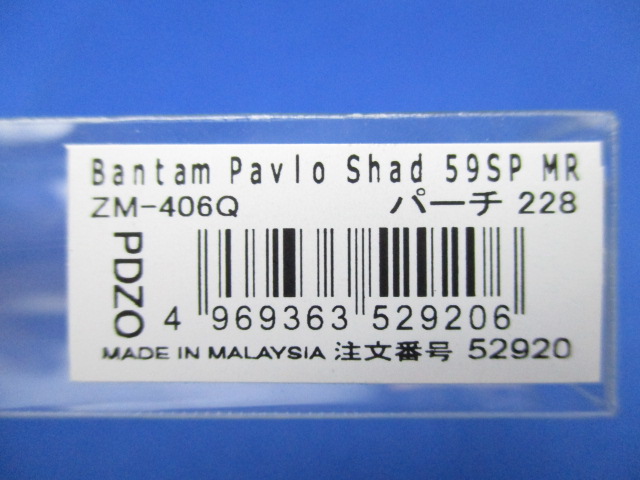 Bantam Pavlo Shad 59SP MR
ZM-406Q パーチ 228
PDZO
4 969363 529206
MADE IN MALAYSIA 注文番号 52920